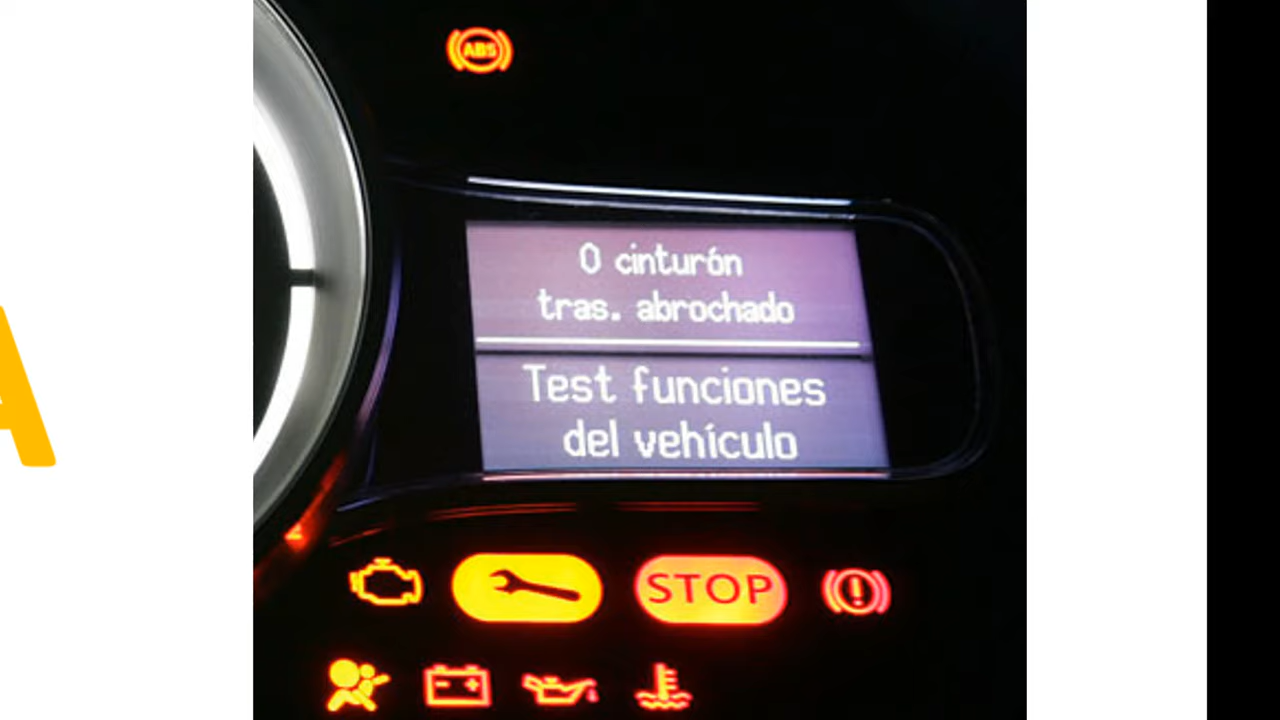 A
ABS
0 cinturón
tras. abrochado
Test funciones
del vehículo
STOP